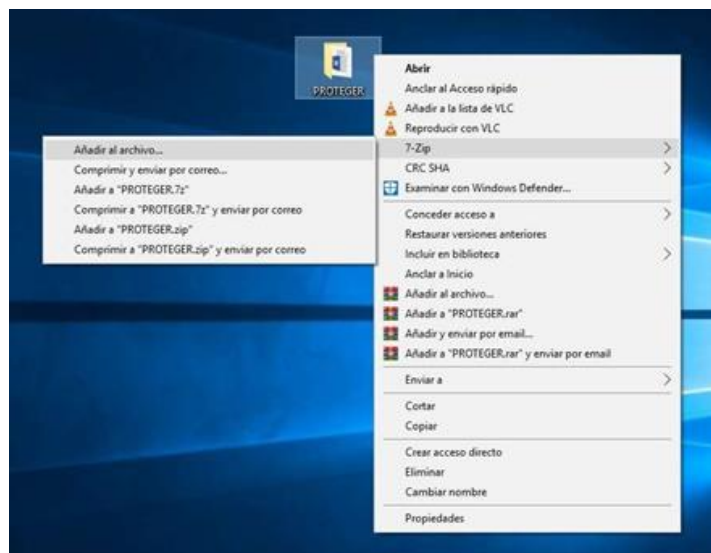 PROTEGER
Abrir
Anclar al Acceso rápido
Añadir a la lista de VLC
Reproducir con VLC
7-Zip
CRC SHA
Examinar con Windows Defender...
Conceder acceso a
Restaurar versiones anteriores
Incluir en biblioteca
Anclar a Inicio
Añadir al archivo...
Añadir a "PROTEGER.rar"
Añadir y enviar por email...
Añadir a "PROTEGER.rar" y enviar por email
Enviar a
Cortar
Copiar
Crear acceso directo
Eliminar
Cambiar nombre
Propiedades
Añadir al archivo...
Comprimir y enviar por correo...
Añadir a "PROTEGER.7z"
Comprimir a "PROTEGER.7z" y enviar por correo
Añadir a "PROTEGER.zip"
Comprimir a "PROTEGER.zip" y enviar por correo